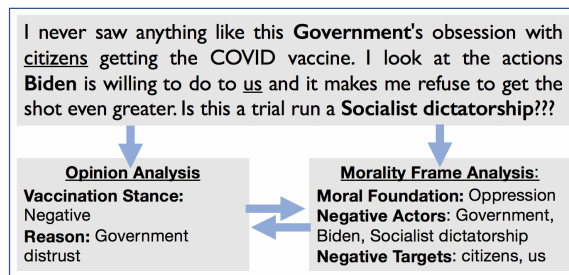 I never saw anything like this Government's obsession with
citizens getting the COVID vaccine. I look at the actions
Biden is willing to do to us and it makes me refuse to get the
shot even greater. Is this a trial run a Socialist dictatorship???
Opinion Analysis
Vaccination Stance:
Negative
Reason: Government
distrust
Morality Frame Analysis:
Moral Foundation: Oppression
Negative Actors: Government,
Biden, Socialist dictatorship
Negative Targets: citizens, us